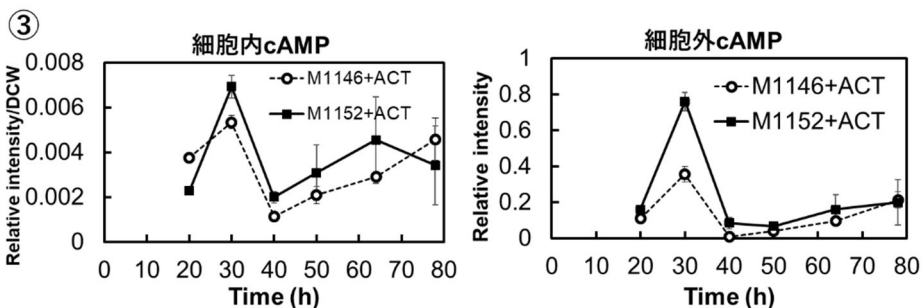 ③
細胞内cAMP
Relative intensity/DCW
0.008
0.006
0.004
0.002
0
M1146+ACT
M1152+ACT
0 10 20 30 40 50 60 70 80
Time (h)
細胞外cAMP
Relative intensity
1
0.8
0.6
0.4
0.2
0
M1146+ACT
M1152+ACT
0 10 20 30 40 50 60 70 80
Time (h)